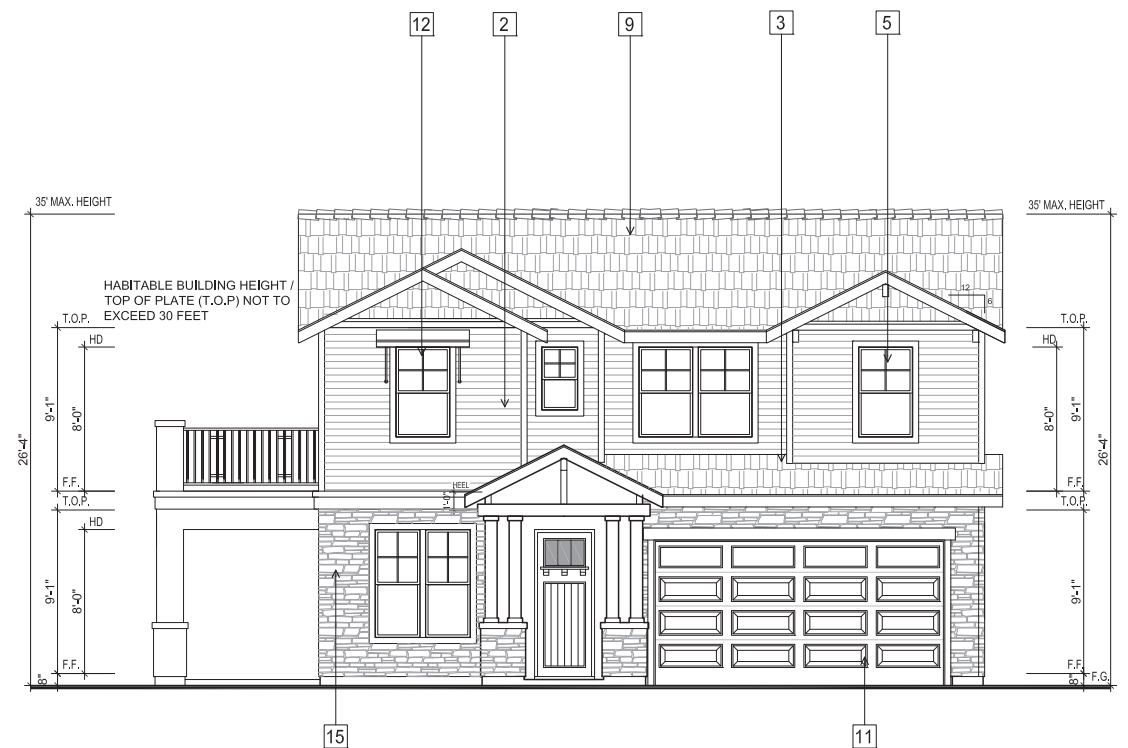 12
2
9
3
5
35' MAX. HEIGHT
35' MAX. HEIGHT
HABITABLE BUILDING HEIGHT /
TOP OF PLATE (T.O.P) NOT TO
EXCEED 30 FEET
12
6
T.O.P.
T.O.P.
HD
HD
9'-1"
8'-0"
8'-0"
9'-1"
26'-4"
26'-4"
F.F.
F.F.
T.O.P.
T.O.P.
HEEL
1'-0"
HD
9'-1"
8'-0"
9'-1"
F.F.
F.F.
8"
8"
F.G.
15
11